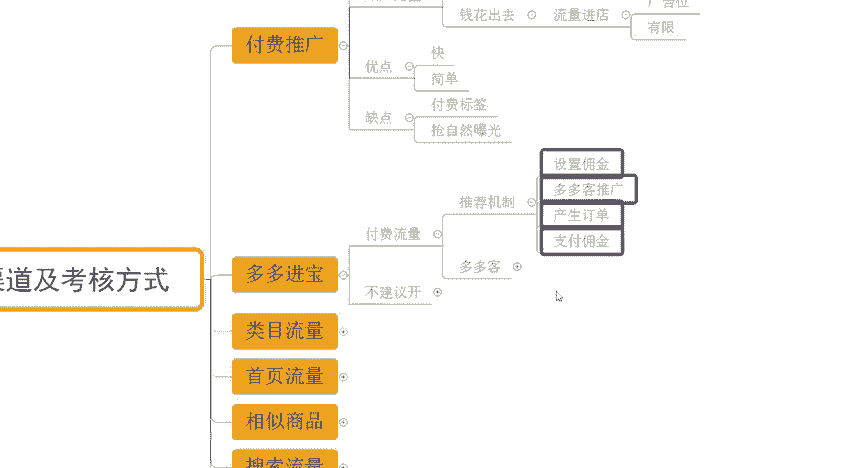 钱花出去
流量进店
广告位
有限
付费推广
优点
快
简单
缺点
付费标签
抢自然曝光
渠道及考核方式
多多进宝
付费流量
推荐机制
设置佣金
多多客推广
产生订单
支付佣金
多多客
不建议开
类目流量
首页流量
相似商品
搜索流量